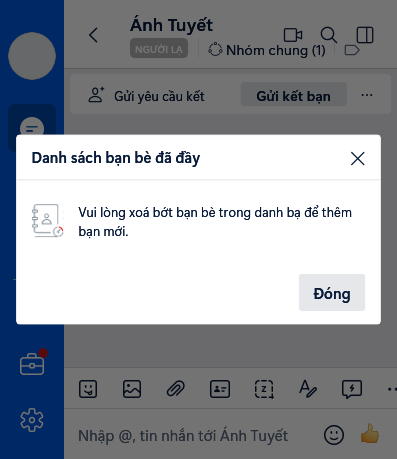 Ánh Tuyết
NGƯỜI LẠ
Nhóm chung (1)
Gửi yêu cầu kết
Gửi kết bạn
Danh sách bạn bè đã đầy
Vui lòng xoá bớt bạn bè trong danh bạ để thêm
bạn mới.
Đóng
Nhập @, tin nhắn tới Ánh Tuyết